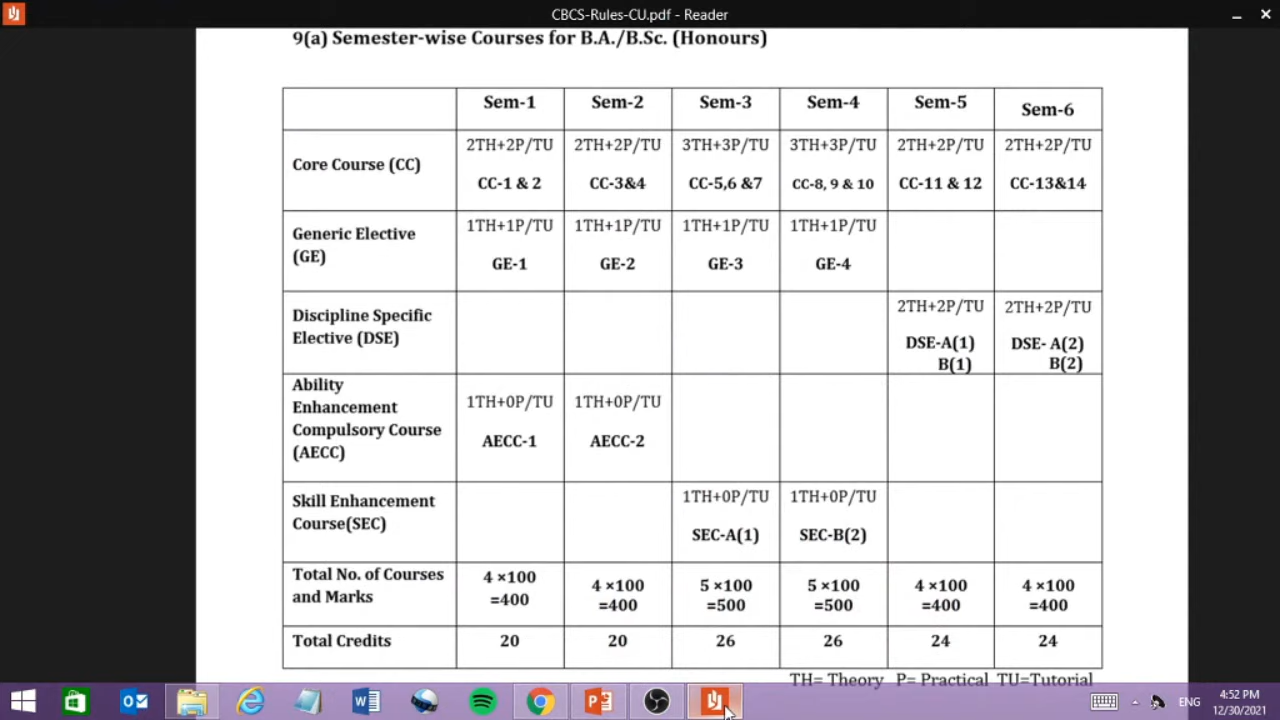 CBCS-Rules-CU.pdf - Reader
9(a) Semester-wise Courses for B.A./B.Sc. (Honours)
Sem-1 Sem-2 Sem-3 Sem-4 Sem-5 Sem-6
Core Course (CC)
2TH+2P/TU 2TH+2P/TU 3TH+3P/TU 3TH+3P/TU 2TH+2P/TU 2TH+2P/TU
CC-1 & 2 CC-3&4 CC-5,6 &7 CC-8, 9 & 10 CC-11 & 12 CC-13&14
Generic Elective
(GE)
1TH+1P/TU 1TH+1P/TU 1TH+1P/TU 1TH+1P/TU
GE-1 GE-2 GE-3 GE-4
Discipline Specific
Elective (DSE)
2TH+2P/TU 2TH+2P/TU
DSE-A(1) DSE- A(2)
B(1) B(2)
Ability
Enhancement
Compulsory Course
(AECC)
1TH+0P/TU 1TH+0P/TU
AECC-1 AECC-2
Skill Enhancement
Course(SEC)
1TH+0P/TU 1TH+0P/TU
SEC-A(1) SEC-B(2)
Total No. of Courses
and Marks
4 ×100 4 ×100 5 ×100 5 ×100 4 ×100 4 ×100
=400 =400 =500 =500 =400 =400
Total Credits 20 20 26 26 24 24
TH= Theory P= Practical TU=Tutorial
ENG
4:52 PM
12/30/2021